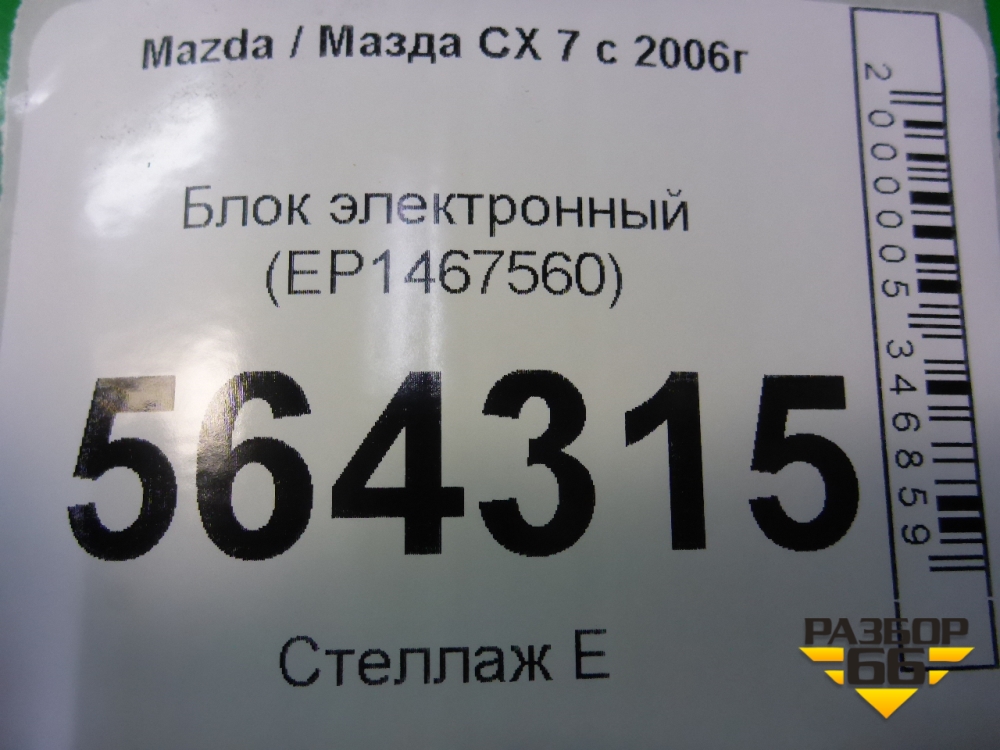 Mazda / Мазда CX 7 с 2006г
Блок электронный
(EP1467560)
564315
Стеллаж Е
2000005346859
РАЗБОР
66